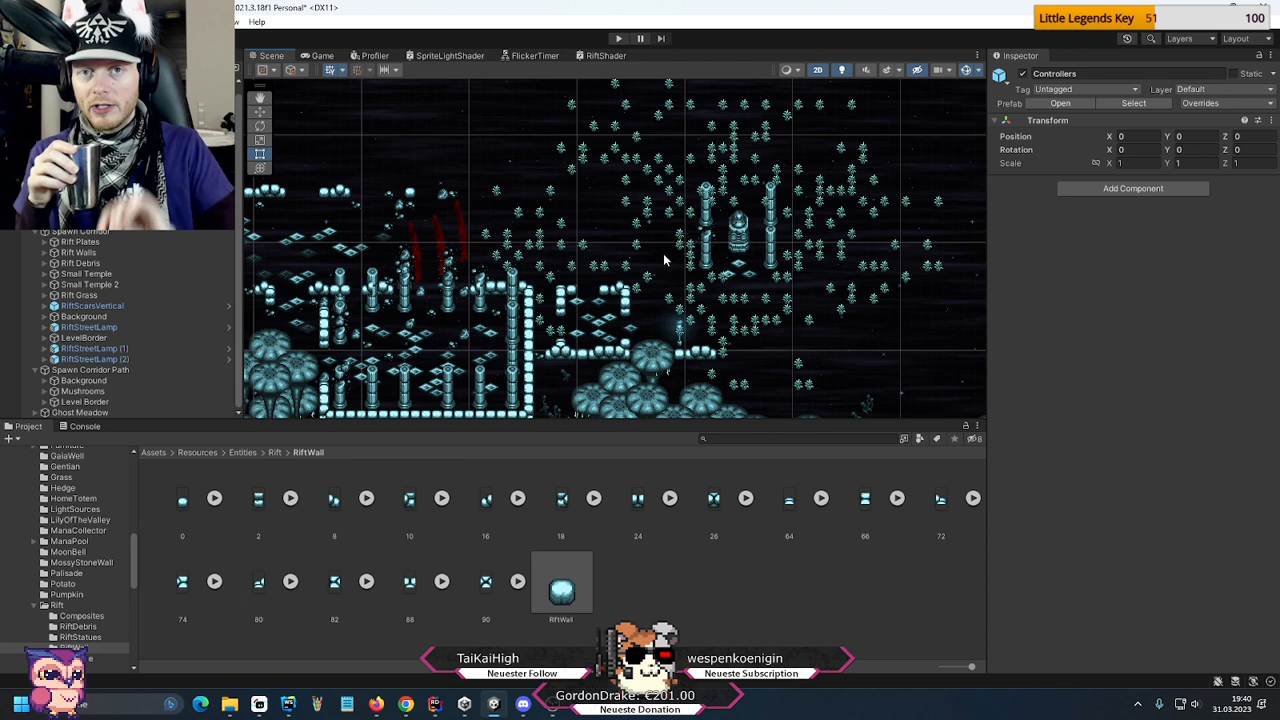 021.3.18f1 Personal* <DX11>
w Help
Little Legends Key 51 100
Layers Layout
Scene Game Profiler SpriteLightShader FlickerTimer RiftShader
2D
Inspector
Controllers Static
Tag Untagged Layer Default
Prefab Open Select Overrides
Transform
Position X 0 Y 0 Z 0
Rotation X 0 Y 0 Z 0
Scale X 1 Y 1 Z 1
Add Component
Spawn Corridor
Rift Plates
Rift Walls
Rift Debris
Small Temple
Small Temple 2
Rift Grass
RiftScarsVertical
Background
RiftStreetLamp
LevelBorder
RiftStreetLamp (1)
RiftStreetLamp (2)
Spawn Corridor Path
Background
Mushrooms
Level Border
Ghost Meadow
Project Console
8
Furniture
GaiaWell
Gentian
Grass
Hedge
HomeTotem
LightSources
LilyOfTheValley
ManaCollector
ManaPool
MoonBell
MossyStoneWall
Palisade
Potato
Pumpkin
Rift
Composites
RiftDebris
RiftStatues
RiftWall
Assets > Resources > Entities > Rift > RiftWall
0 2 8 10 16 18 24 26 64 66 72
74 80 82 88 90 RiftWall
TaiKaiHigh
Neuester Follow
wespenkoenigin
Neueste Subscription
GordonDrake: €201.00
Neueste Donation
19:40
31.03.2023